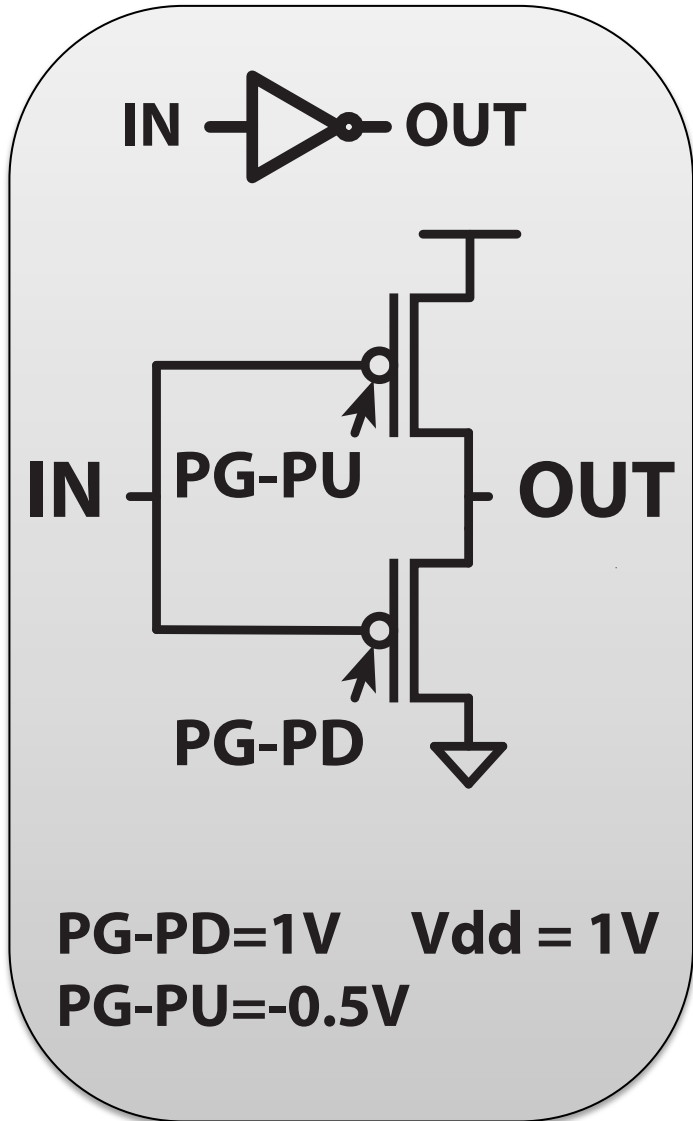 IN OUT
PG-PU
IN OUT
PG-PD
PG-PD=1V Vdd = 1V
PG-PU=-0.5V